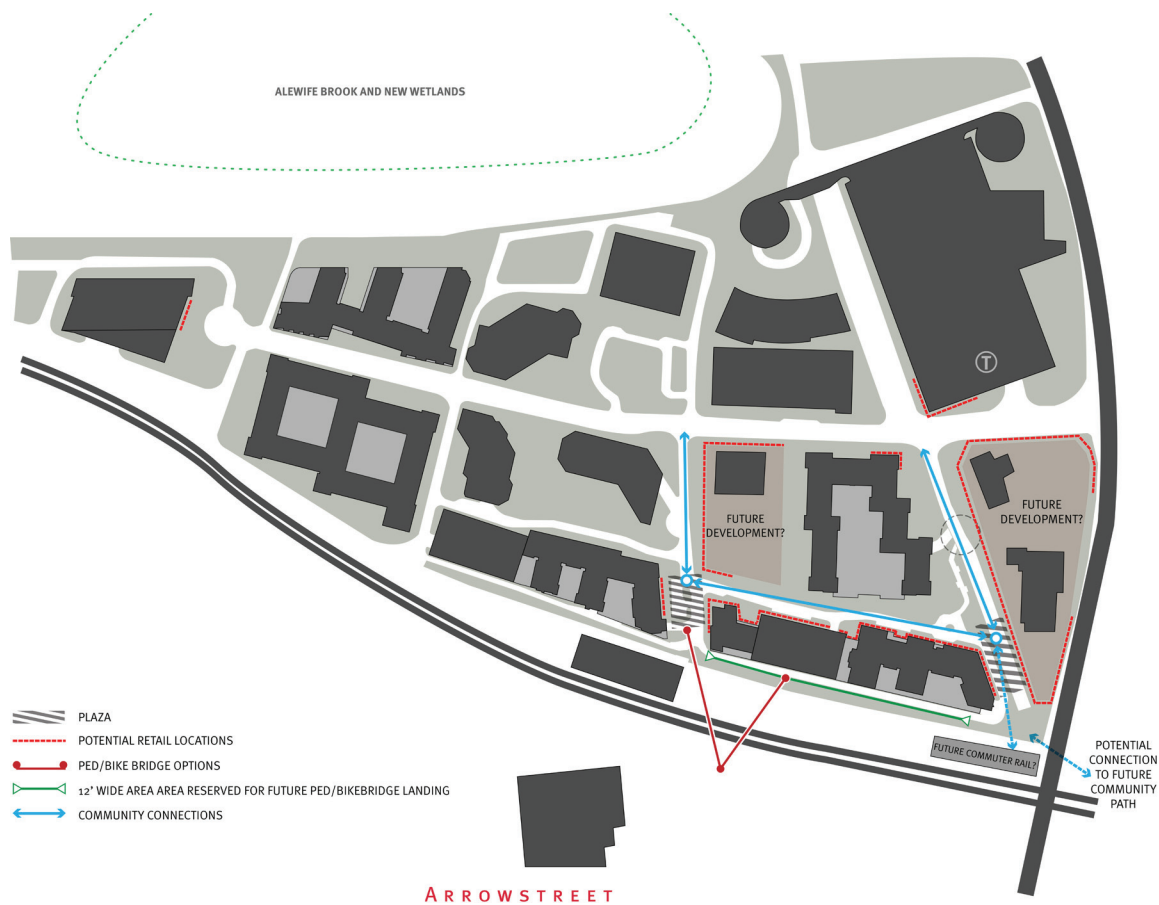 ALEWIFE BROOK AND NEW WETLANDS
T
FUTURE
DEVELOPMENT?
FUTURE
DEVELOPMENT?
PLAZA
POTENTIAL RETAIL LOCATIONS
PED/BIKE BRIDGE OPTIONS
12' WIDE AREA AREA RESERVED FOR FUTURE PED/BIKEBRIDGE LANDING
COMMUNITY CONNECTIONS
FUTURE COMMUTER RAIL?
POTENTIAL
CONNECTION
TO FUTURE
COMMUNITY
PATH
ARROWSTREET